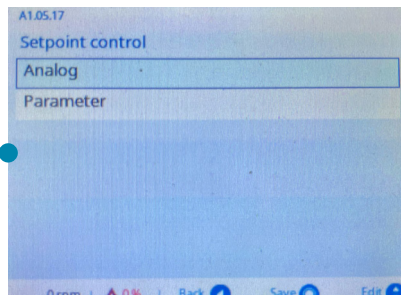 A1.05.17
Setpoint control
Analog
Parameter
0 rpm 0 % Back Save Edit